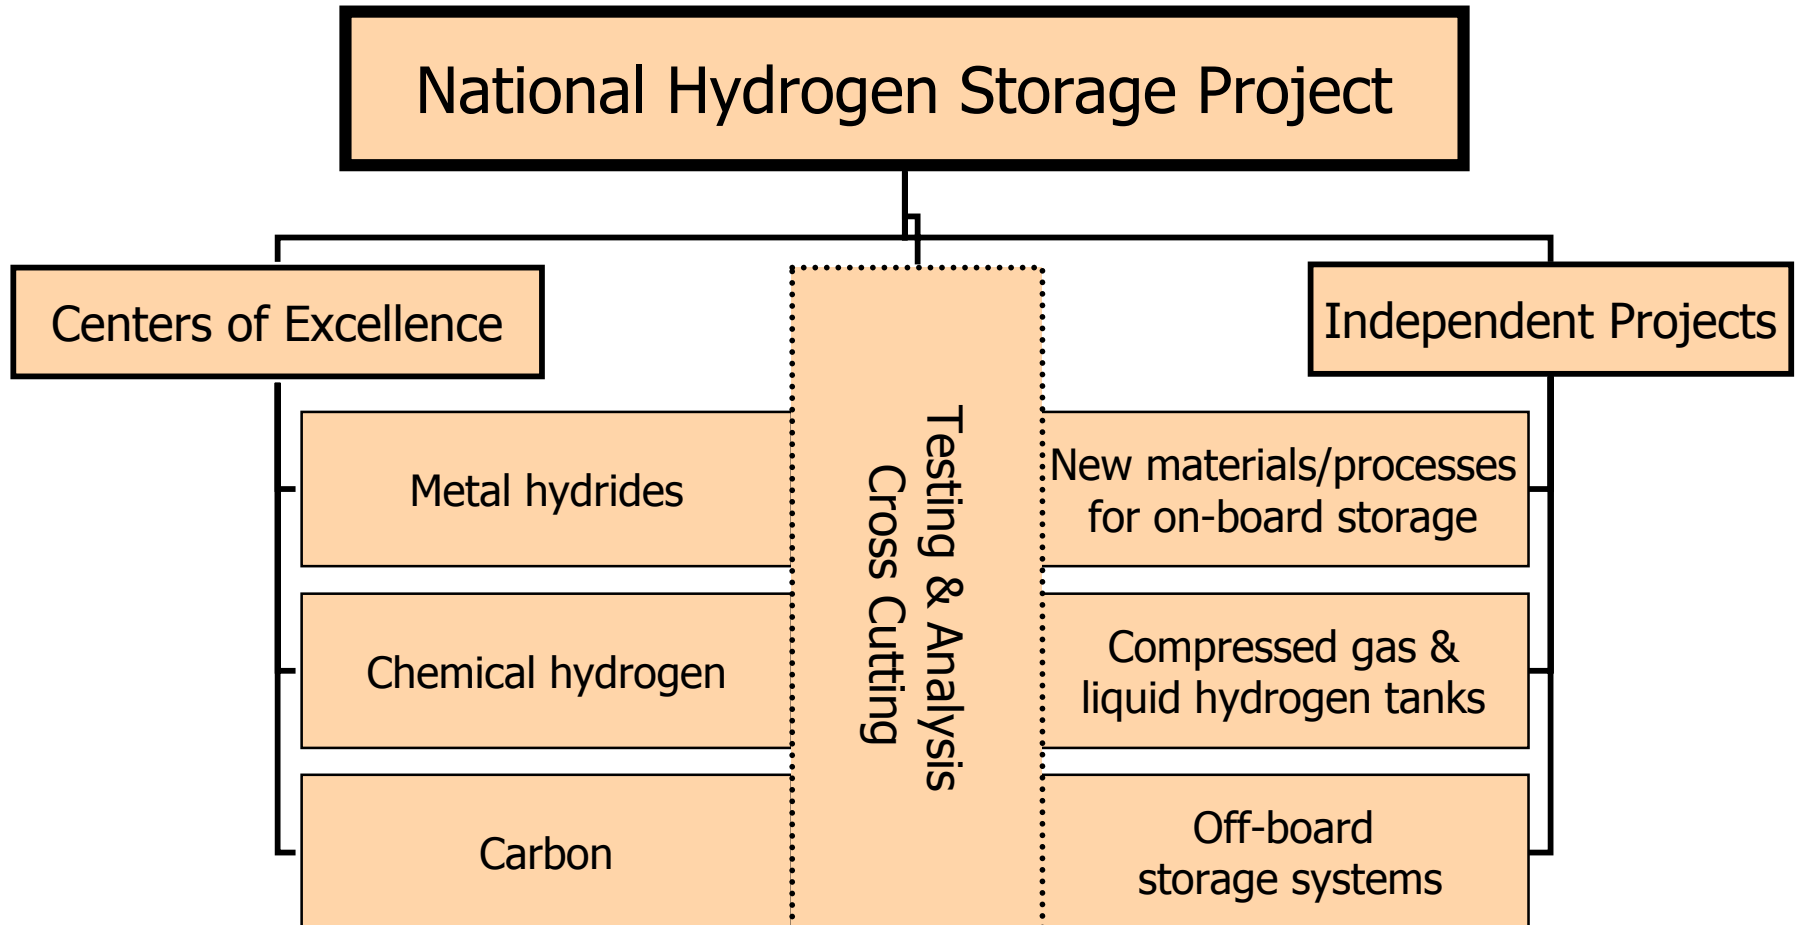 National Hydrogen Storage Project
Centers of Excellence
Independent Projects
Metal hydrides
Chemical hydrogen
Carbon
Testing & Analysis
Cross Cutting
New materials/processes
for on-board storage
Compressed gas &
liquid hydrogen tanks
Off-board
storage systems